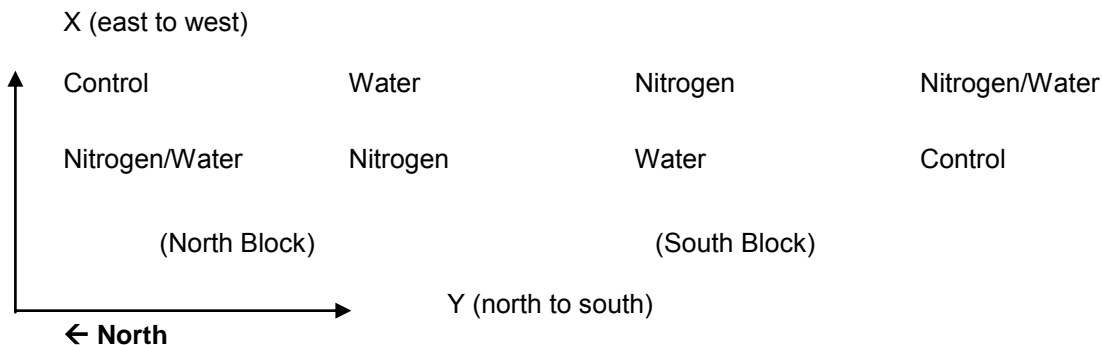 X (east to west)
Control Water Nitrogen Nitrogen/Water
Nitrogen/Water Nitrogen Water Control
(North Block) (South Block)
Y (north to south)
← North